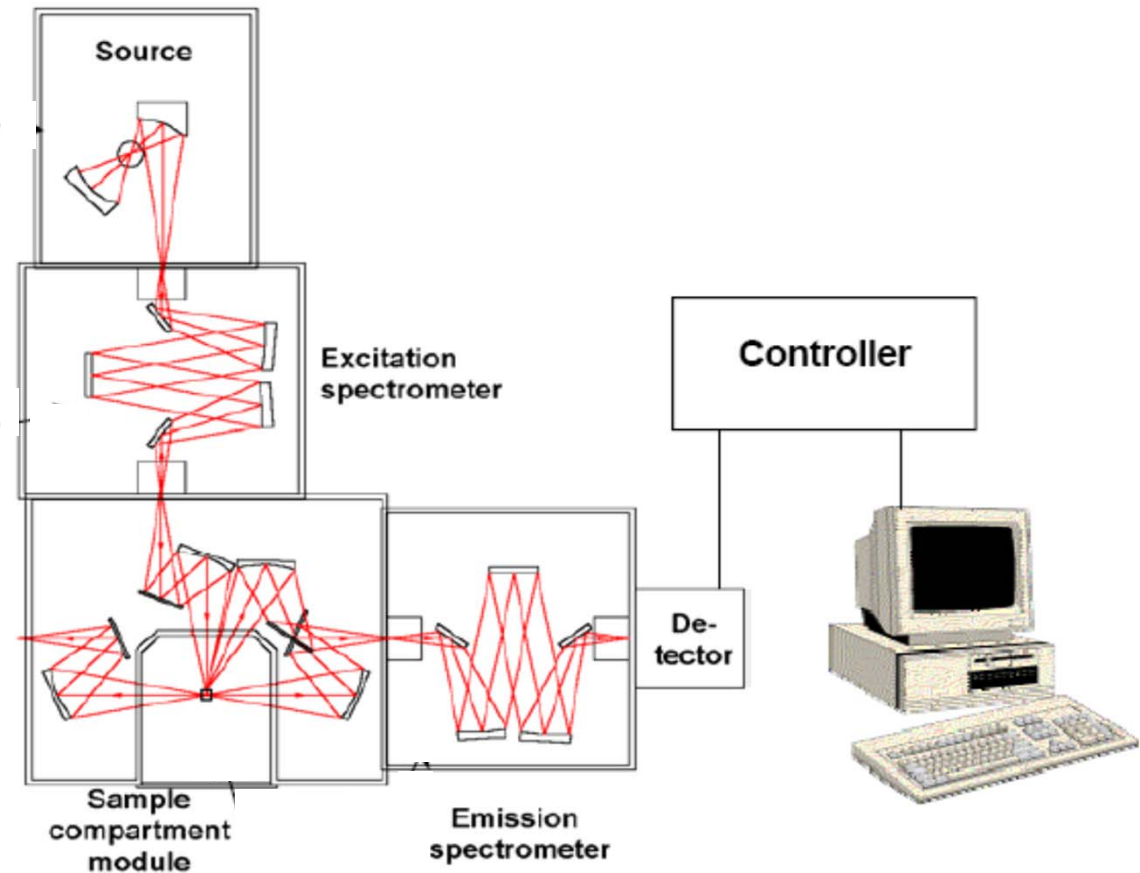 Source
Excitation
spectrometer
Controller
De-
tector
Sample
compartment
module
Emission
spectrometer